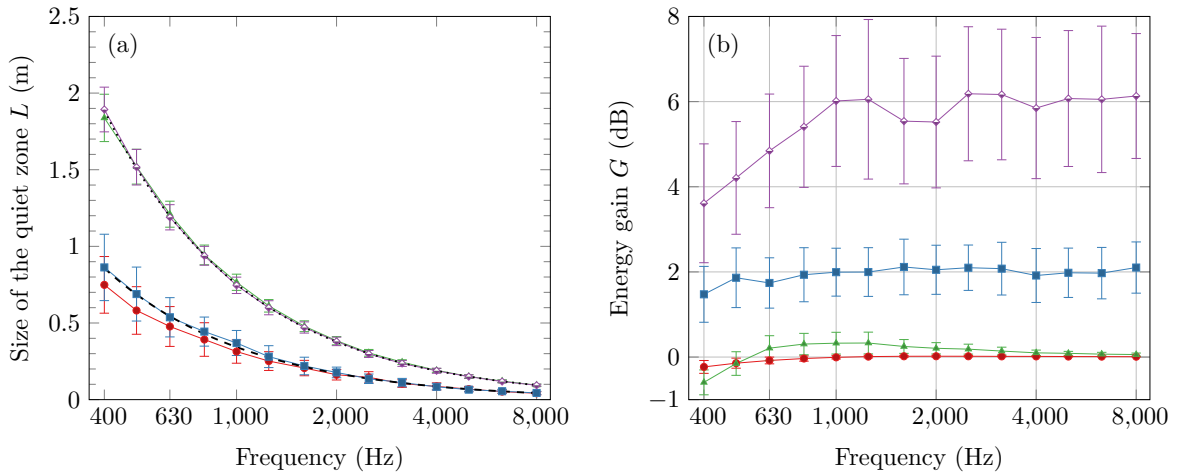 (a)
Size of the quiet zone L (m)
2.5
2
1.5
1
0.5
0
400 630 1,000 2,000 4,000 8,000
Frequency (Hz)
(b)
Energy gain G (dB)
8
6
4
2
0
−1
400 630 1,000 2,000 4,000 8,000
Frequency (Hz)